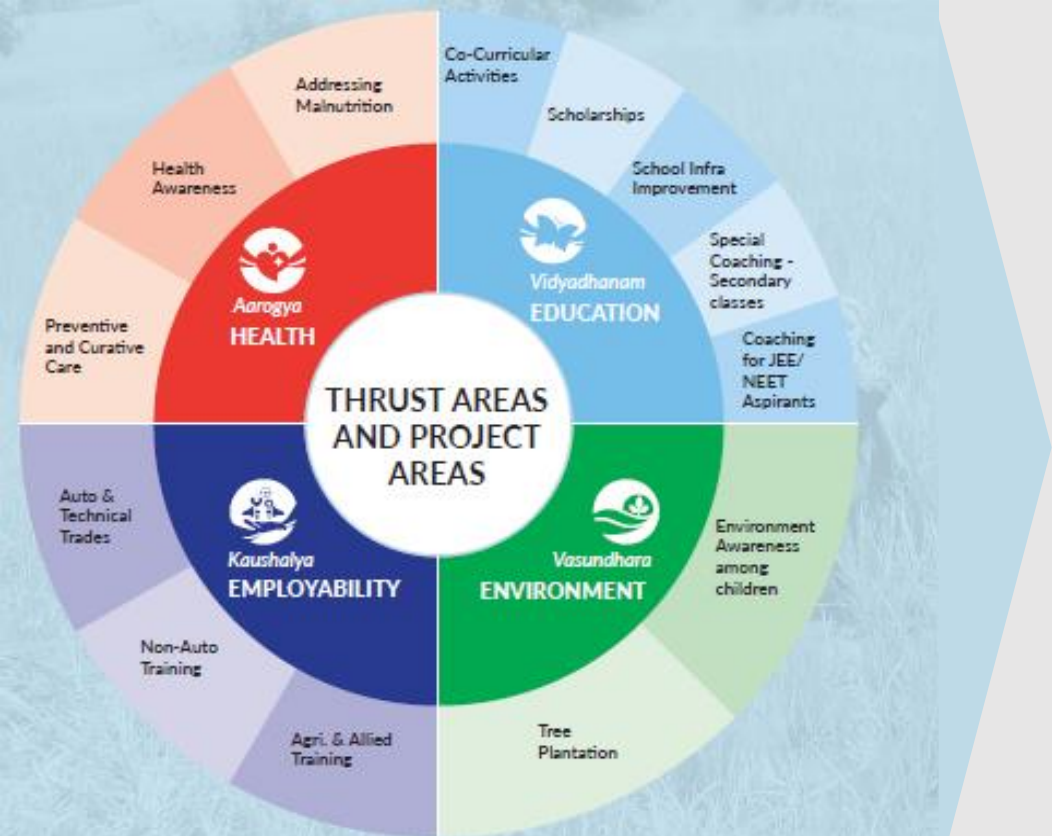 THRUST AREAS
AND PROJECT
AREAS
Aarogya
HEALTH
Addressing
Malnutrition
Health
Awareness
Preventive
and Curative
Care
Vidyadhanam
EDUCATION
Co-Curricular
Activities
Scholarships
School Infra
Improvement
Special
Coaching -
Secondary
classes
Coaching
for JEE/
NEET
Aspirants
Kaushalya
EMPLOYABILITY
Auto &
Technical
Trades
Non-Auto
Training
Agri. & Allied
Training
Vasundhara
ENVIRONMENT
Environment
Awareness
among
children
Tree
Plantation